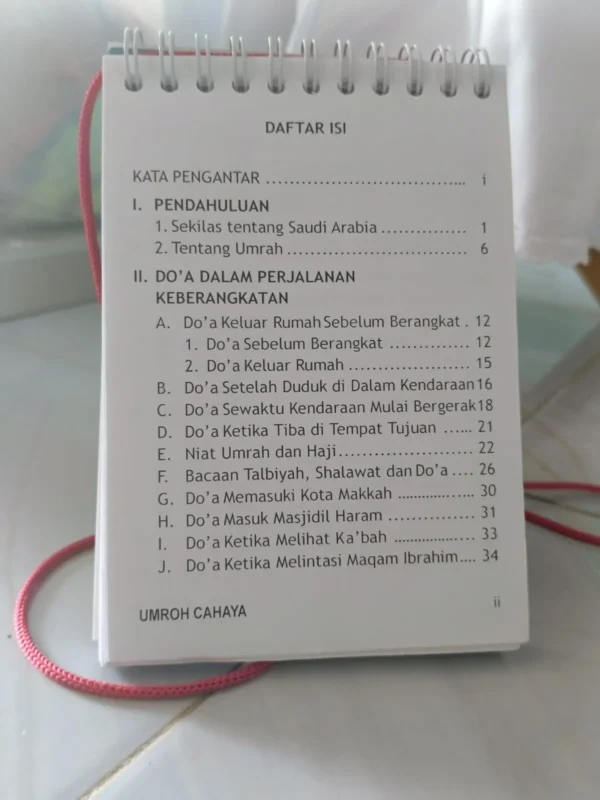 DAFTAR ISI
KATA PENGANTAR ................................... i
I. PENDAHULUAN
1. Sekilas tentang Saudi Arabia ............... 1
2. Tentang Umrah ............................... 6
II. DO'A DALAM PERJALANAN
KEBERANGKATAN
A. Do'a Keluar Rumah Sebelum Berangkat . 12
1. Do'a Sebelum Berangkat .............. 12
2. Do'a Keluar Rumah ..................... 15
B. Do'a Setelah Duduk di Dalam Kendaraan 16
C. Do'a Sewaktu Kendaraan Mulai Bergerak 18
D. Do'a Ketika Tiba di Tempat Tujuan ...... 21
E. Niat Umrah dan Haji....................... 22
F. Bacaan Talbiyah, Shalawat dan Do'a .... 26
G. Do'a Memasuki Kota Makkah .................. 30
H. Do'a Masuk Masjidil Haram ............... 31
I. Do'a Ketika Melihat Ka'bah ................... 33
J. Do'a Ketika Melintasi Maqam Ibrahim.... 34
UMROH CAHAYA
ii